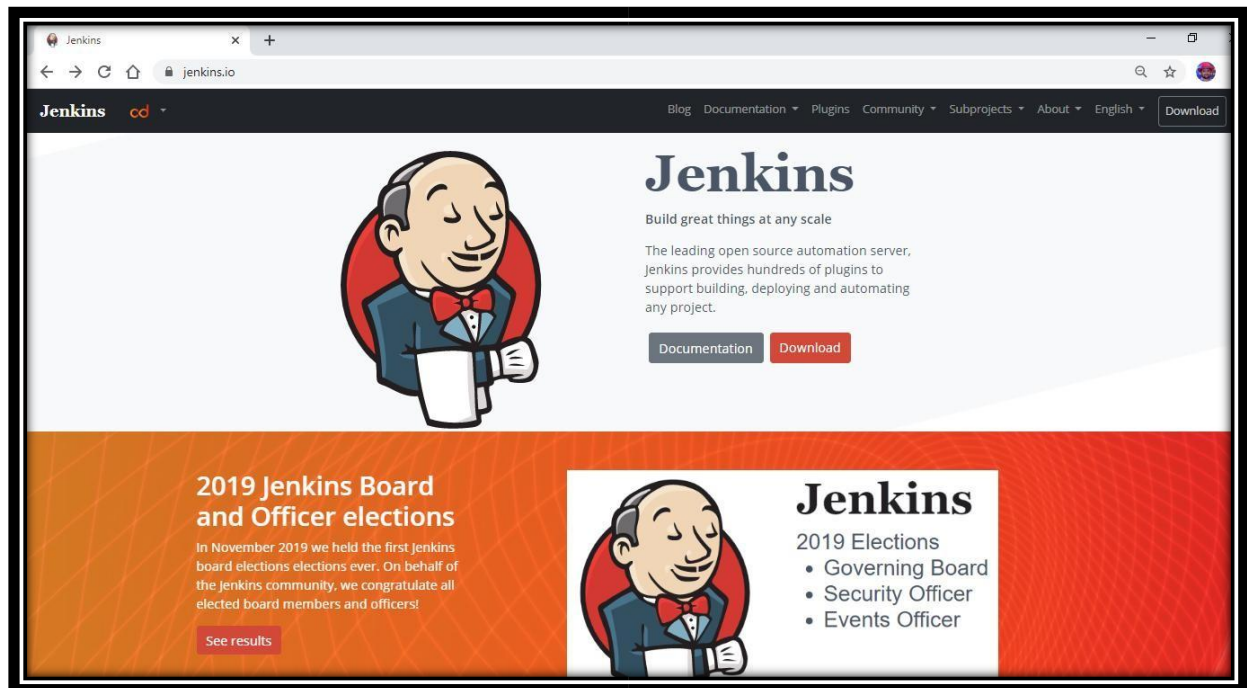 Jenkins
jenkins.io
Jenkins cd Blog Documentation Plugins Community Subprojects About English Download
Jenkins
Build great things at any scale
The leading open source automation server,
Jenkins provides hundreds of plugins to
support building, deploying and automating
any project.
Documentation Download
2019 Jenkins Board
and Officer elections
In November 2019 we held the first Jenkins
board elections elections ever. On behalf of
the Jenkins community, we congratulate all
elected board members and officers!
See results
Jenkins
2019 Elections
• Governing Board
• Security Officer
• Events Officer